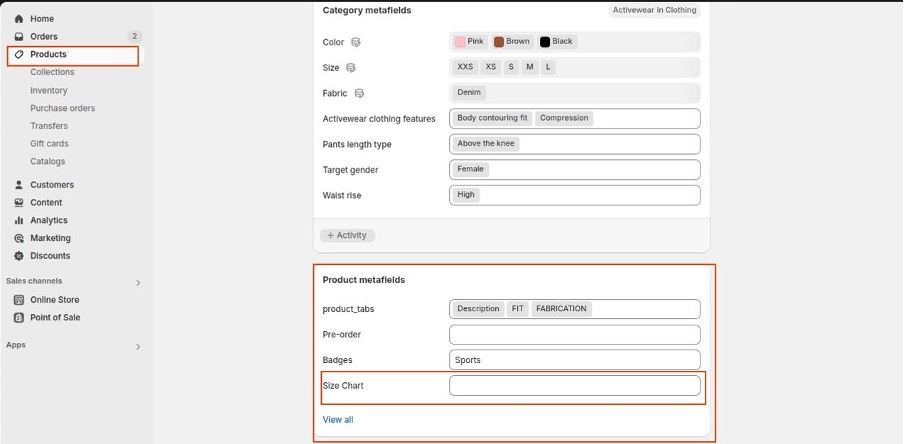 Home
Orders 2
Products
Collections
Inventory
Purchase orders
Transfers
Gift cards
Catalogs
Customers
Content
Analytics
Marketing
Discounts
Sales channels
Online Store
Point of Sale
Apps
Category metafields Activewear in Clothing
Color Pink Brown Black
Size XXS XS S M L
Fabric Denim
Activewear clothing features Body contouring fit Compression
Pants length type Above the knee
Target gender Female
Waist rise High
+ Activity
Product metafields
product_tabs Description FIT FABRICATION
Pre-order
Badges Sports
Size Chart
View all